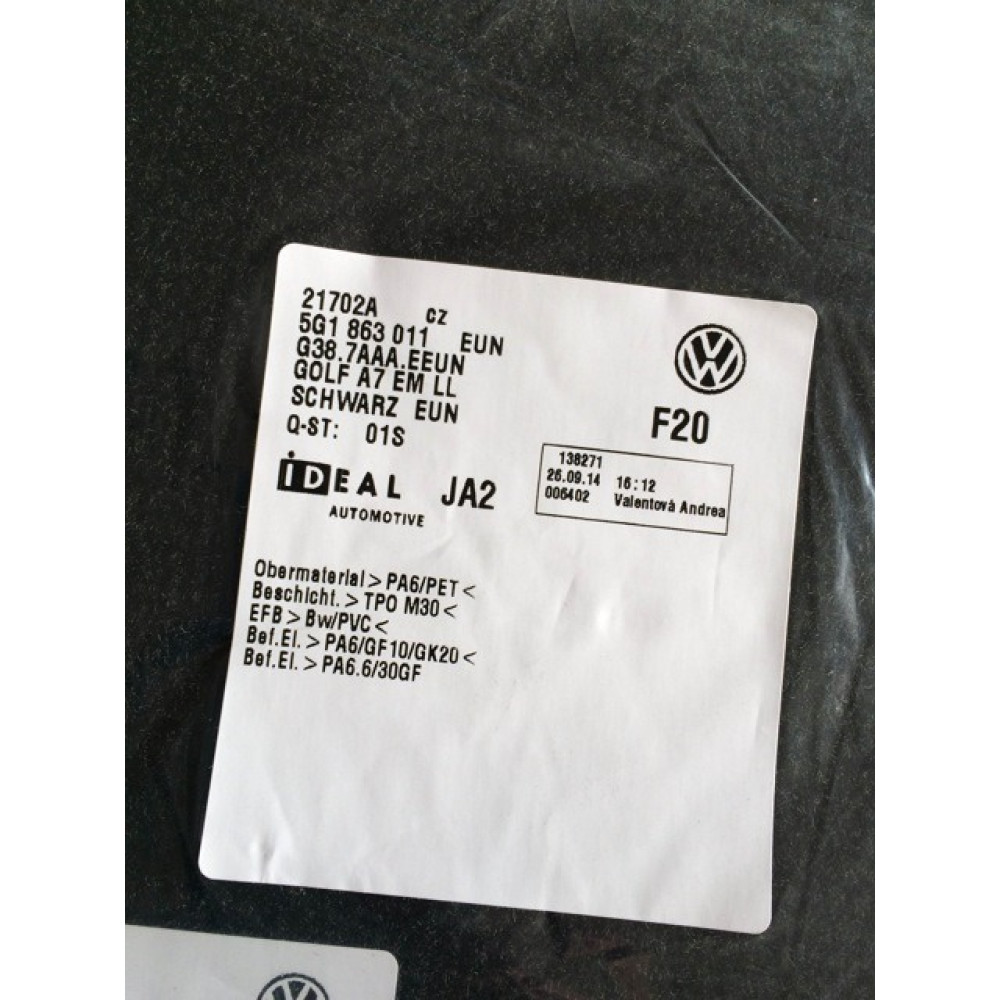 21702A CZ
5G1 863 011 EUN
G38.7AAA.EEUN
GOLF A7 EM LL
SCHWARZ EUN
Q-ST: 01S
IDEAL JA2
AUTOMOTIVE
VW
F20
138271
26.09.14 16:12
006402 Valentová Andrea
Obermaterial>PA6/PET<
Beschicht.>TPO M30<
EFB>Bw/PVC<
Bef.El.>PA6/GF10/GK20<
Bef.El.>PA6.6/30GF
VW